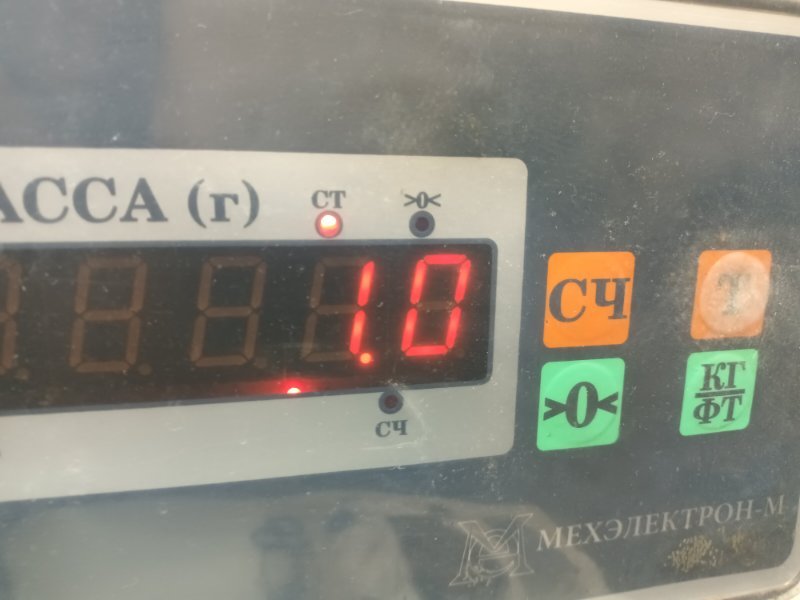 АССА (г)
СТ >0<
1.0
СЧ
СЧ Т
>0< КГ
ФТ
МЕХЭЛЕКТРОН-М